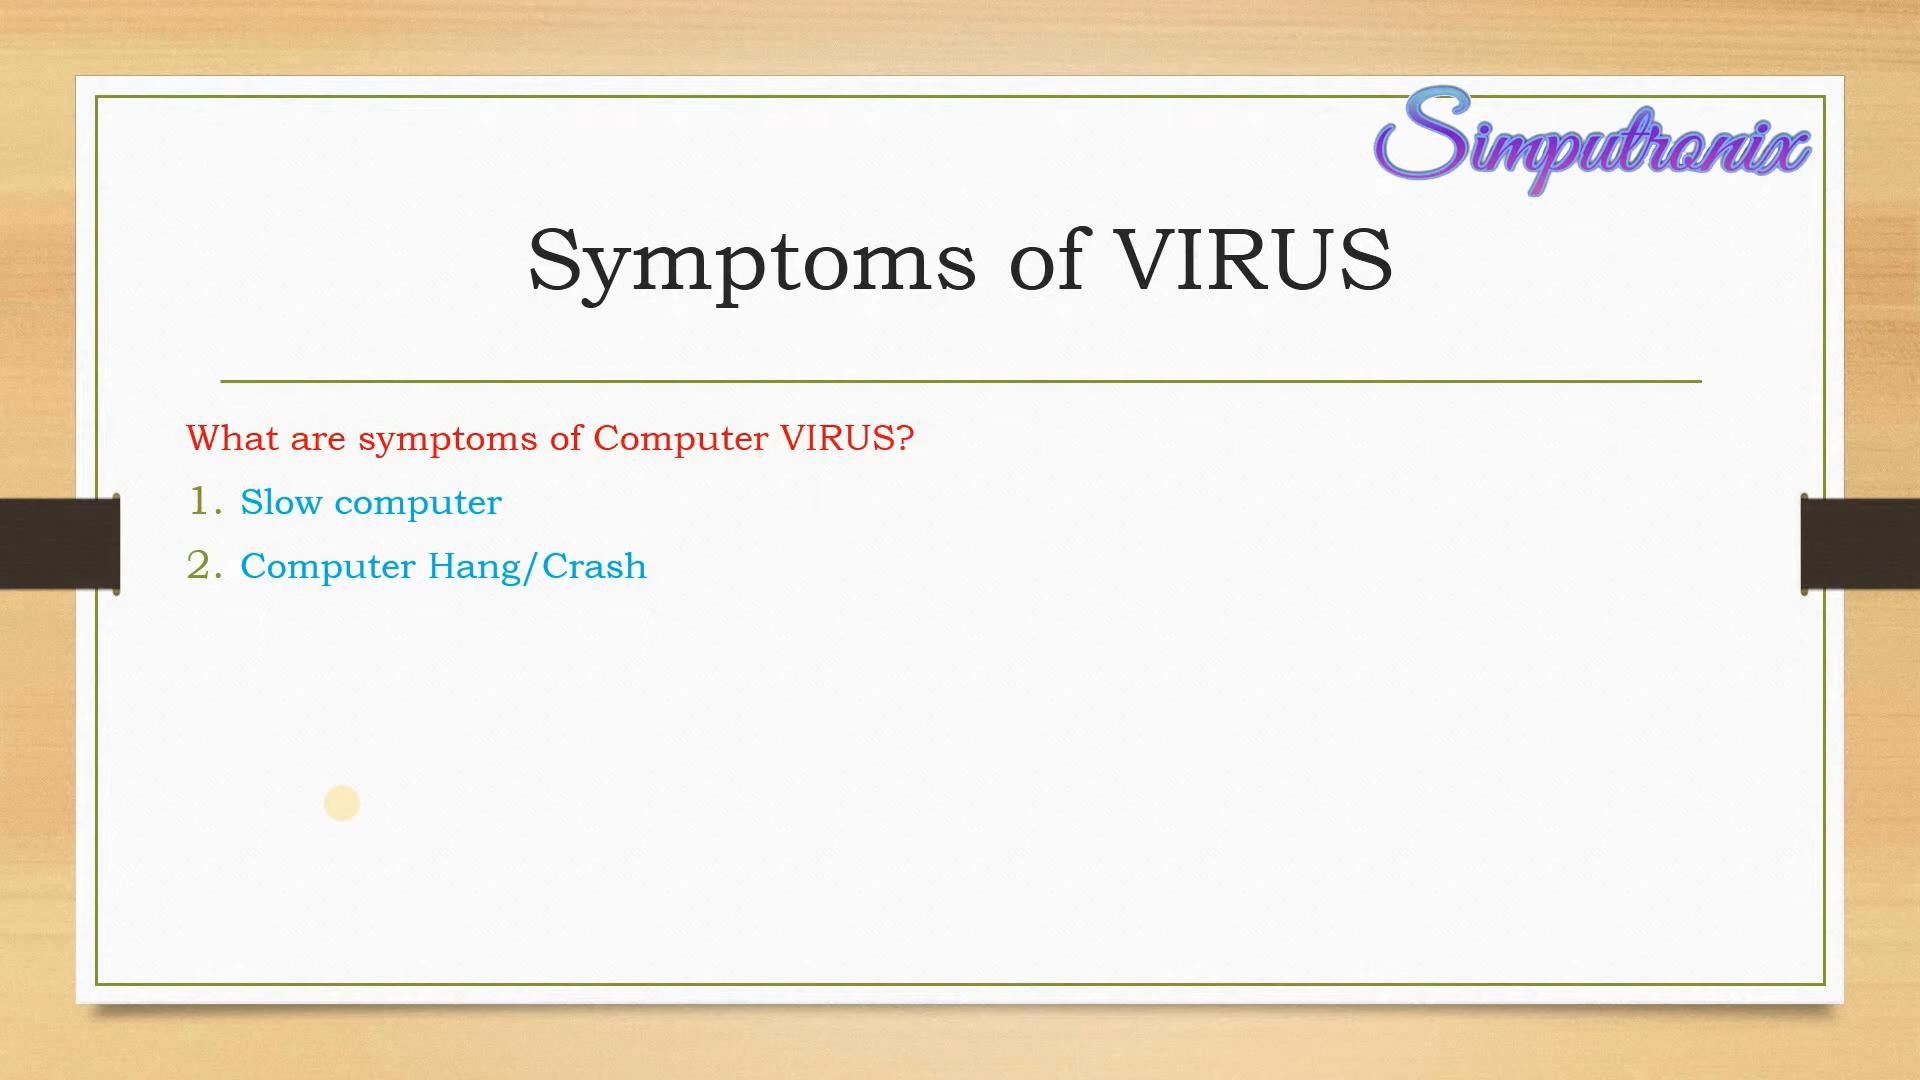 Simputronix
Symptoms of VIRUS
What are symptoms of Computer VIRUS?
1. Slow computer
2. Computer Hang/Crash